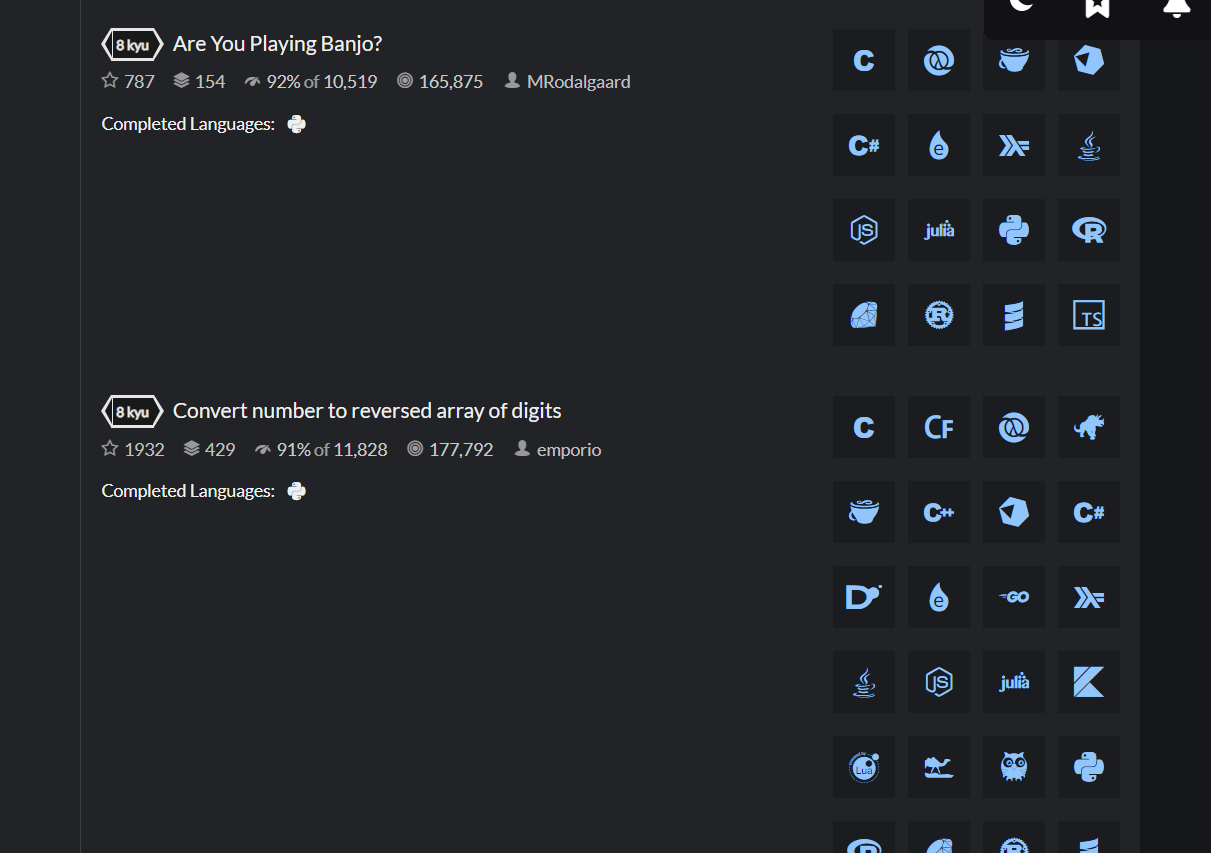 8 kyu Are You Playing Banjo?
787 154 92% of 10,519 165,875 MRodalgaard
Completed Languages:
C
C#
e
JS julia R
R TS
8 kyu Convert number to reversed array of digits
1932 429 91% of 11,828 177,792 emporio
Completed Languages:
C CF
C++ C#
D e GO
JS julia K
Lua
R R